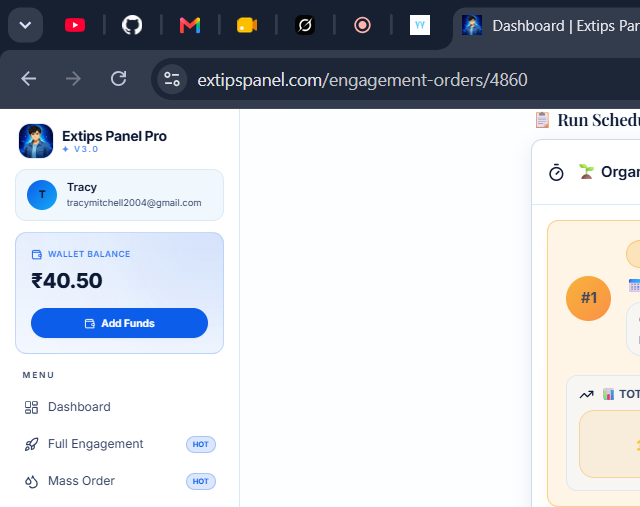 Dashboard | Extips Par
extipspanel.com/engagement-orders/4860
Extips Panel Pro
✦ V3.0
T
Tracy
tracymitchell2004@gmail.com
WALLET BALANCE
₹40.50
Add Funds
MENU
Dashboard
Full Engagement HOT
Mass Order HOT
Run Schedu
Organ
#1
TOT